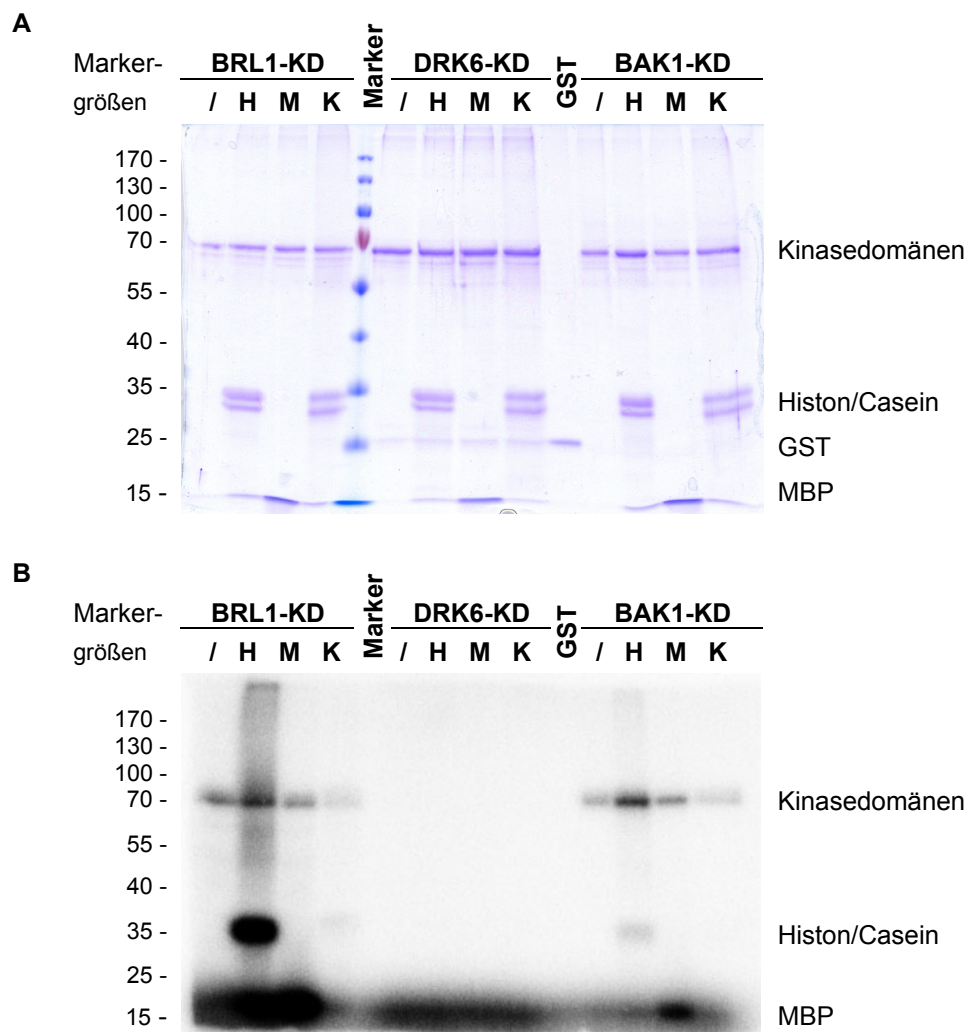 A
Marker-
größen
BRL1-KD
Marker
DRK6-KD
GST
BAK1-KD
/ H M K
/ H M K
/ H M K
170 -
130 -
100 -
70 -
Kinasedomänen
55 -
40 -
35 -
Histon/Casein
25 -
GST
15 -
MBP
B
Marker-
größen
BRL1-KD
Marker
DRK6-KD
GST
BAK1-KD
/ H M K
/ H M K
/ H M K
170 -
130 -
100 -
70 -
Kinasedomänen
55 -
40 -
35 -
Histon/Casein
25 -
15 -
MBP